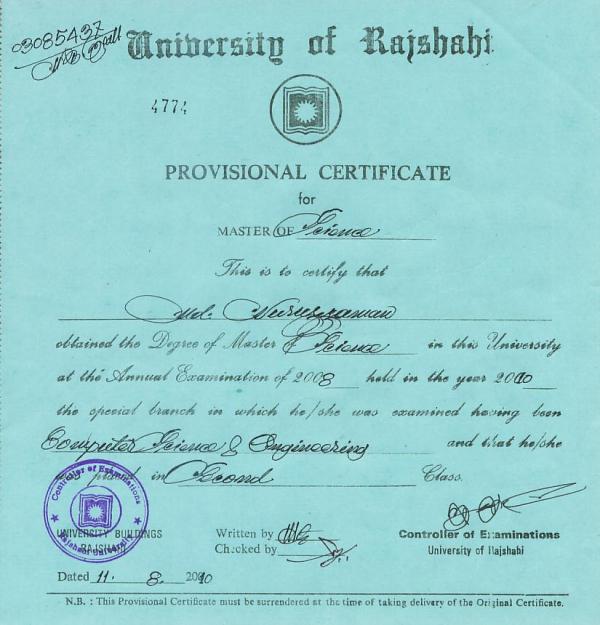 03085437
University of Rajshahi
4774
PROVISIONAL CERTIFICATE
for
MASTER OF Science
This is to certify that
Md. Nuruzzaman
obtained the Degree of Master of Science in this University
at the Annual Examination of 2008 held in the year 2010
the special branch in which he/she was examined having been
Computer Science & Engineering and that he/she
was placed in Second Class.
Controller of Examinations
Rajshahi University
UNIVERSITY BUILDINGS
RAJSHAHI
Written by
Checked by
Controller of Examinations
University of Rajshahi
Dated 11. 8. 2010
N.B. : This Provisional Certificate must be surrendered at the time of taking delivery of the Original Certificate.